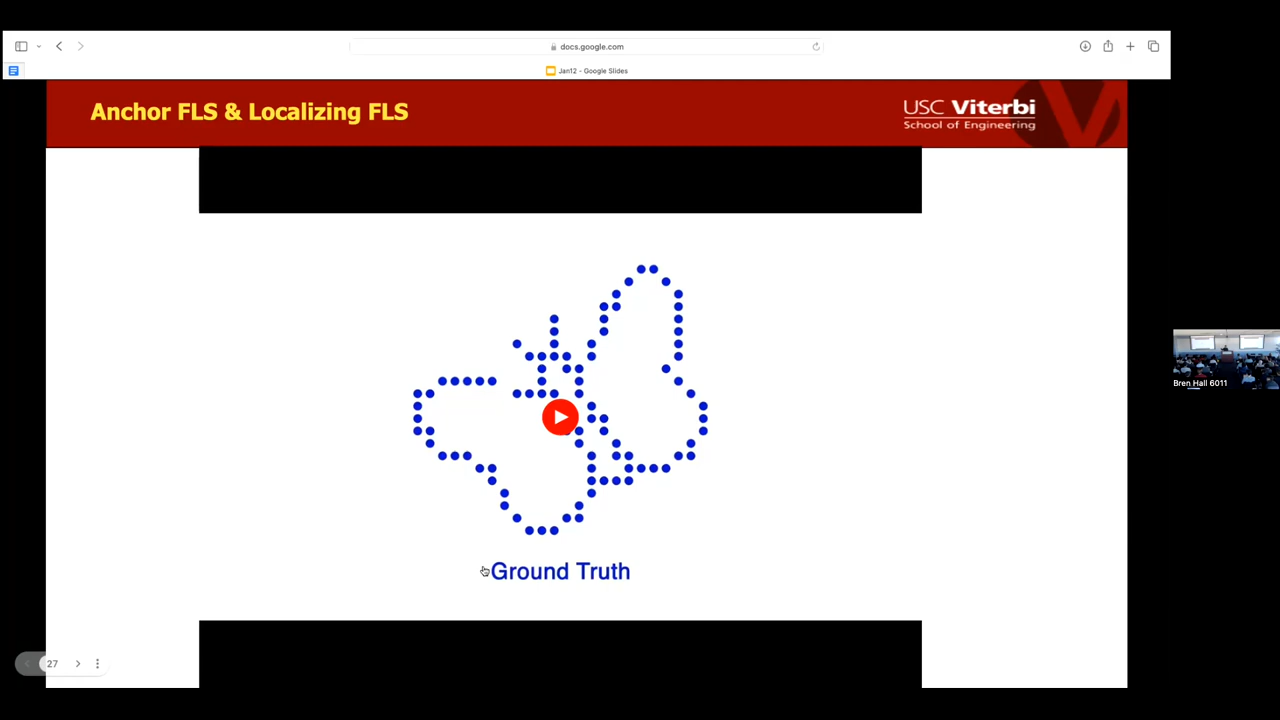 docs.google.com
Jan12 - Google Slides
Anchor FLS & Localizing FLS
USC Viterbi
School of Engineering
Bren Hall 6011
Ground Truth
27